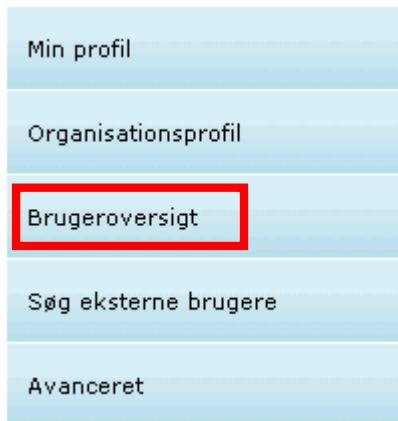 Min profil
Organisationsprofil
Brugeroversigt
Søg eksterne brugere
Avanceret